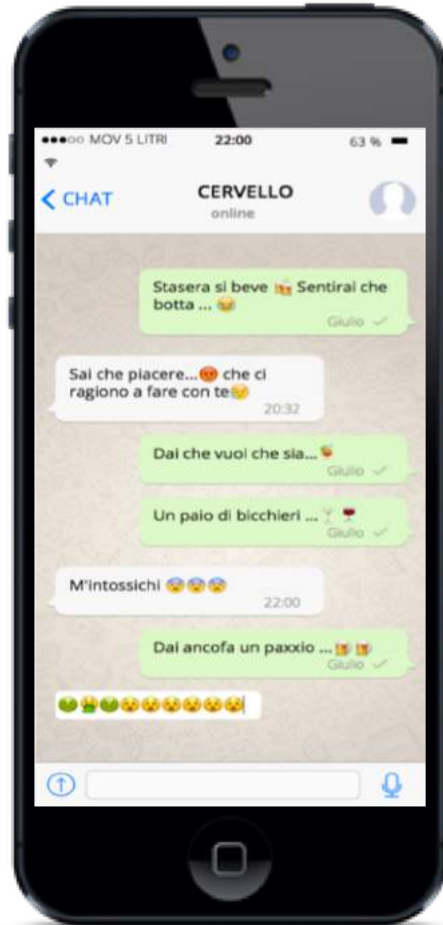 MOV 5 LITRI 22:00 63 %
CHAT CERVELLO
online
Stasera si beve 🍻 Sentirai che
botta ... 😂
Giulio
Sai che piacere...😡 che ci
ragiono a fare con te😢
20:32
Dai che vuoi che sia...🍹
Giulio
Un paio di bicchieri ...🍸🍷
Giulio
M'intossichi 😨😨😨
22:00
Dai ancofa un paxxio ...🍺🍺
Giulio